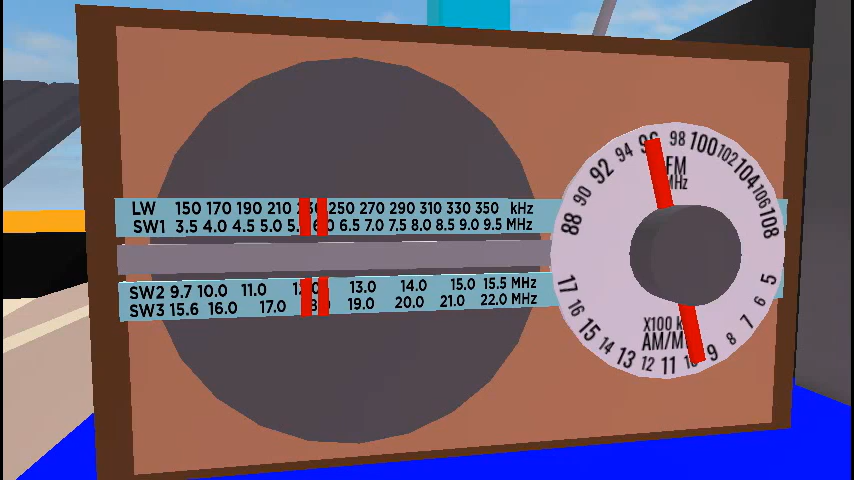 LW 150 170 190 210 250 270 290 310 330 350 kHz
SW1 3.5 4.0 4.5 5.0 6.5 7.0 7.5 8.0 8.5 9.0 9.5 MHz
SW2 9.7 10.0 11.0 13.0 14.0 15.0 15.5 MHz
SW3 15.6 16.0 17.0 19.0 20.0 21.0 22.0 MHz
88 90 92 94 98 100 102 104 106 108
FM
MHz
X100
AM/
17 16 15 14 13 12 11 9 8 7 6 5